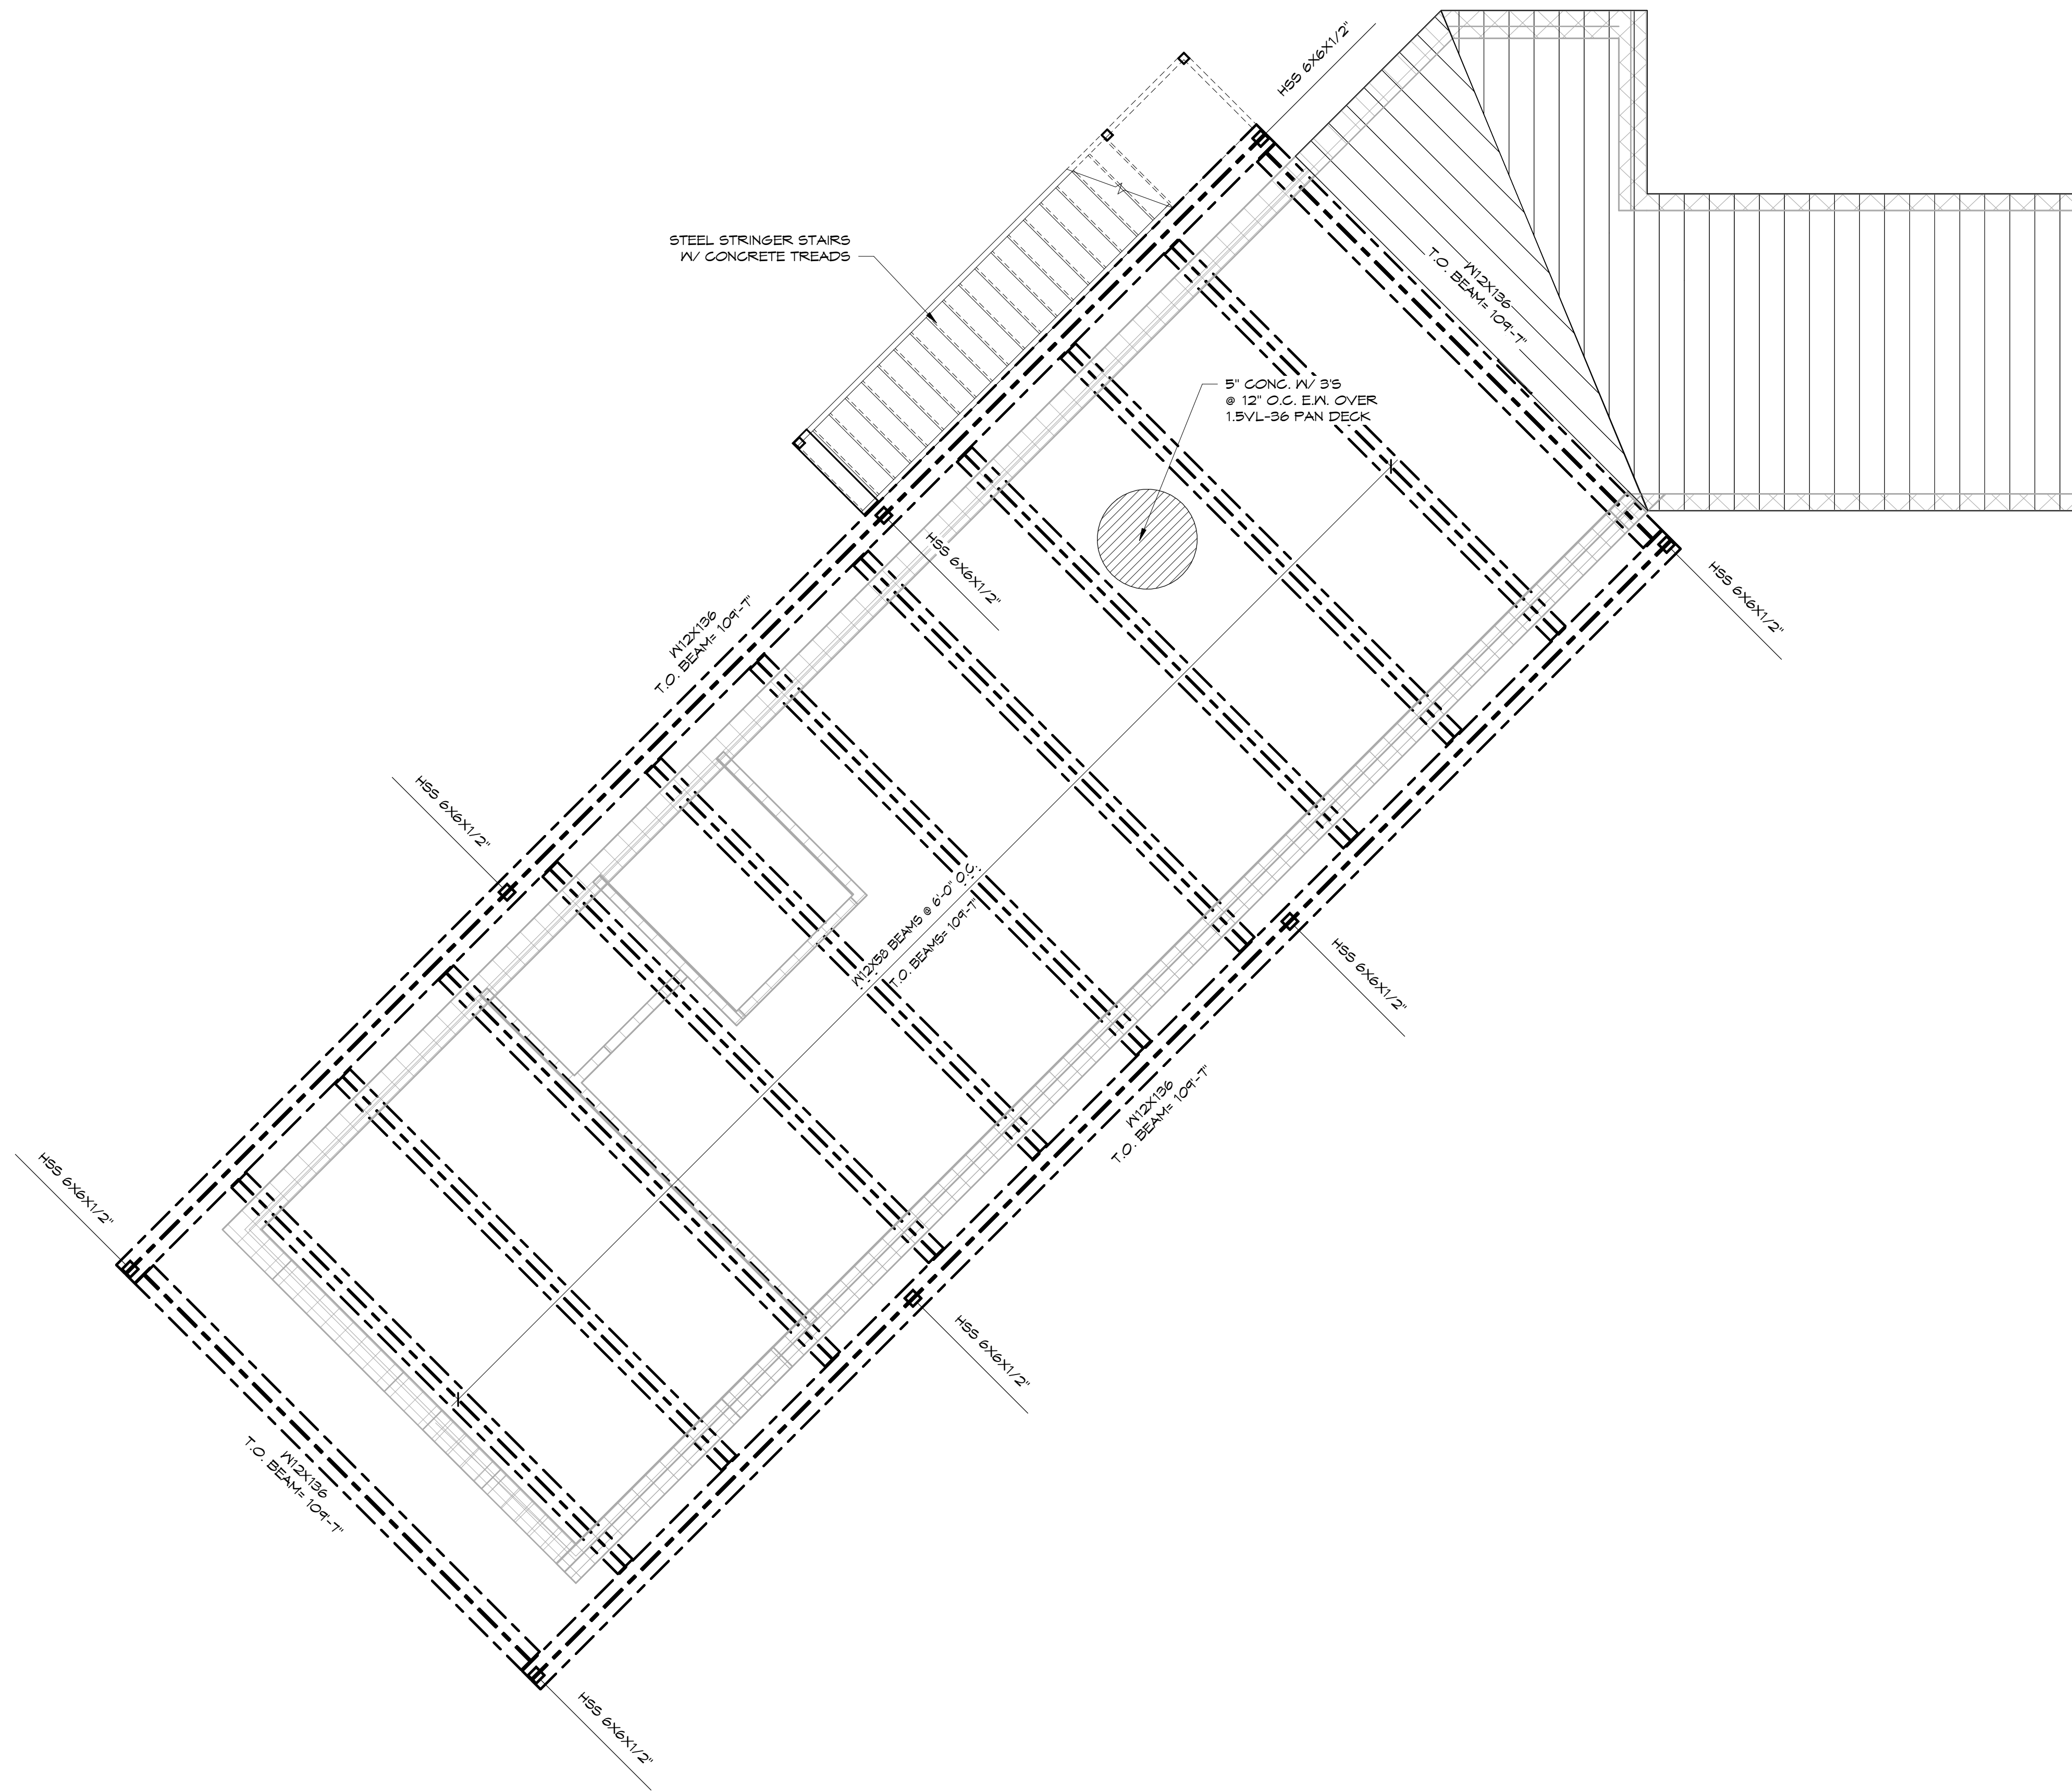 HSS 6X6X1/2"
STEEL STRINGER STAIRS
W/ CONCRETE TREADS
W12X136
T.O. BEAM= 109'-7"
5" CONC. W/ 3'S
@ 12" O.C. E.W. OVER
1.5VL-36 PAN DECK
HSS 6X6X1/2"
HSS 6X6X1/2"
W12X136
T.O. BEAM= 109'-7"
HSS 6X6X1/2"
W12X58 BEAMS @ 6'-0" O.C.
T.O. BEAMS= 109'-7"
HSS 6X6X1/2"
W12X136
T.O. BEAM= 109'-7"
HSS 6X6X1/2"
HSS 6X6X1/2"
W12X136
T.O. BEAM= 109'-7"
HSS 6X6X1/2"